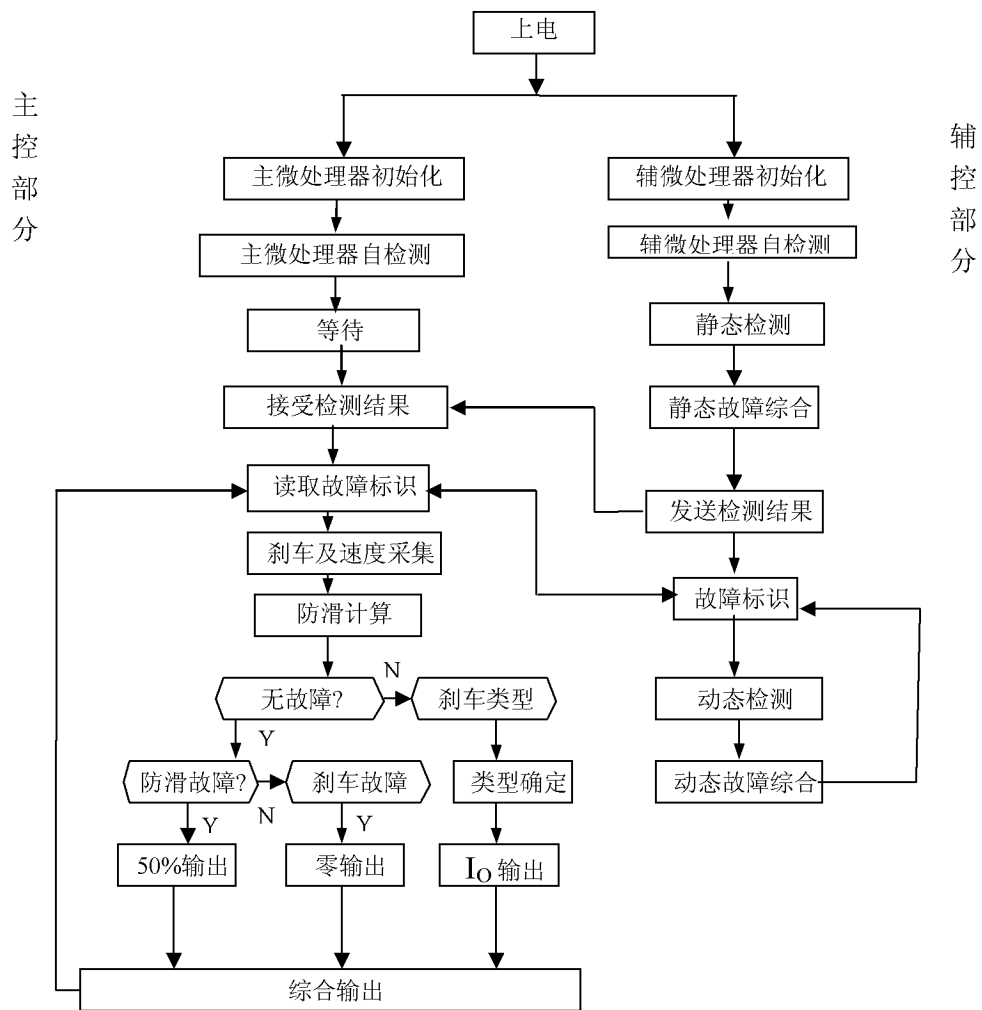 上电
主控部分
辅控部分
主微处理器初始化
辅微处理器初始化
主微处理器自检测
辅微处理器自检测
等待
静态检测
接受检测结果
静态故障综合
读取故障标识
发送检测结果
刹车及速度采集
故障标识
防滑计算
无故障?
N
刹车类型
动态检测
Y
防滑故障?
N
刹车故障
类型确定
动态故障综合
Y
Y
50%输出
零输出
IO 输出
综合输出